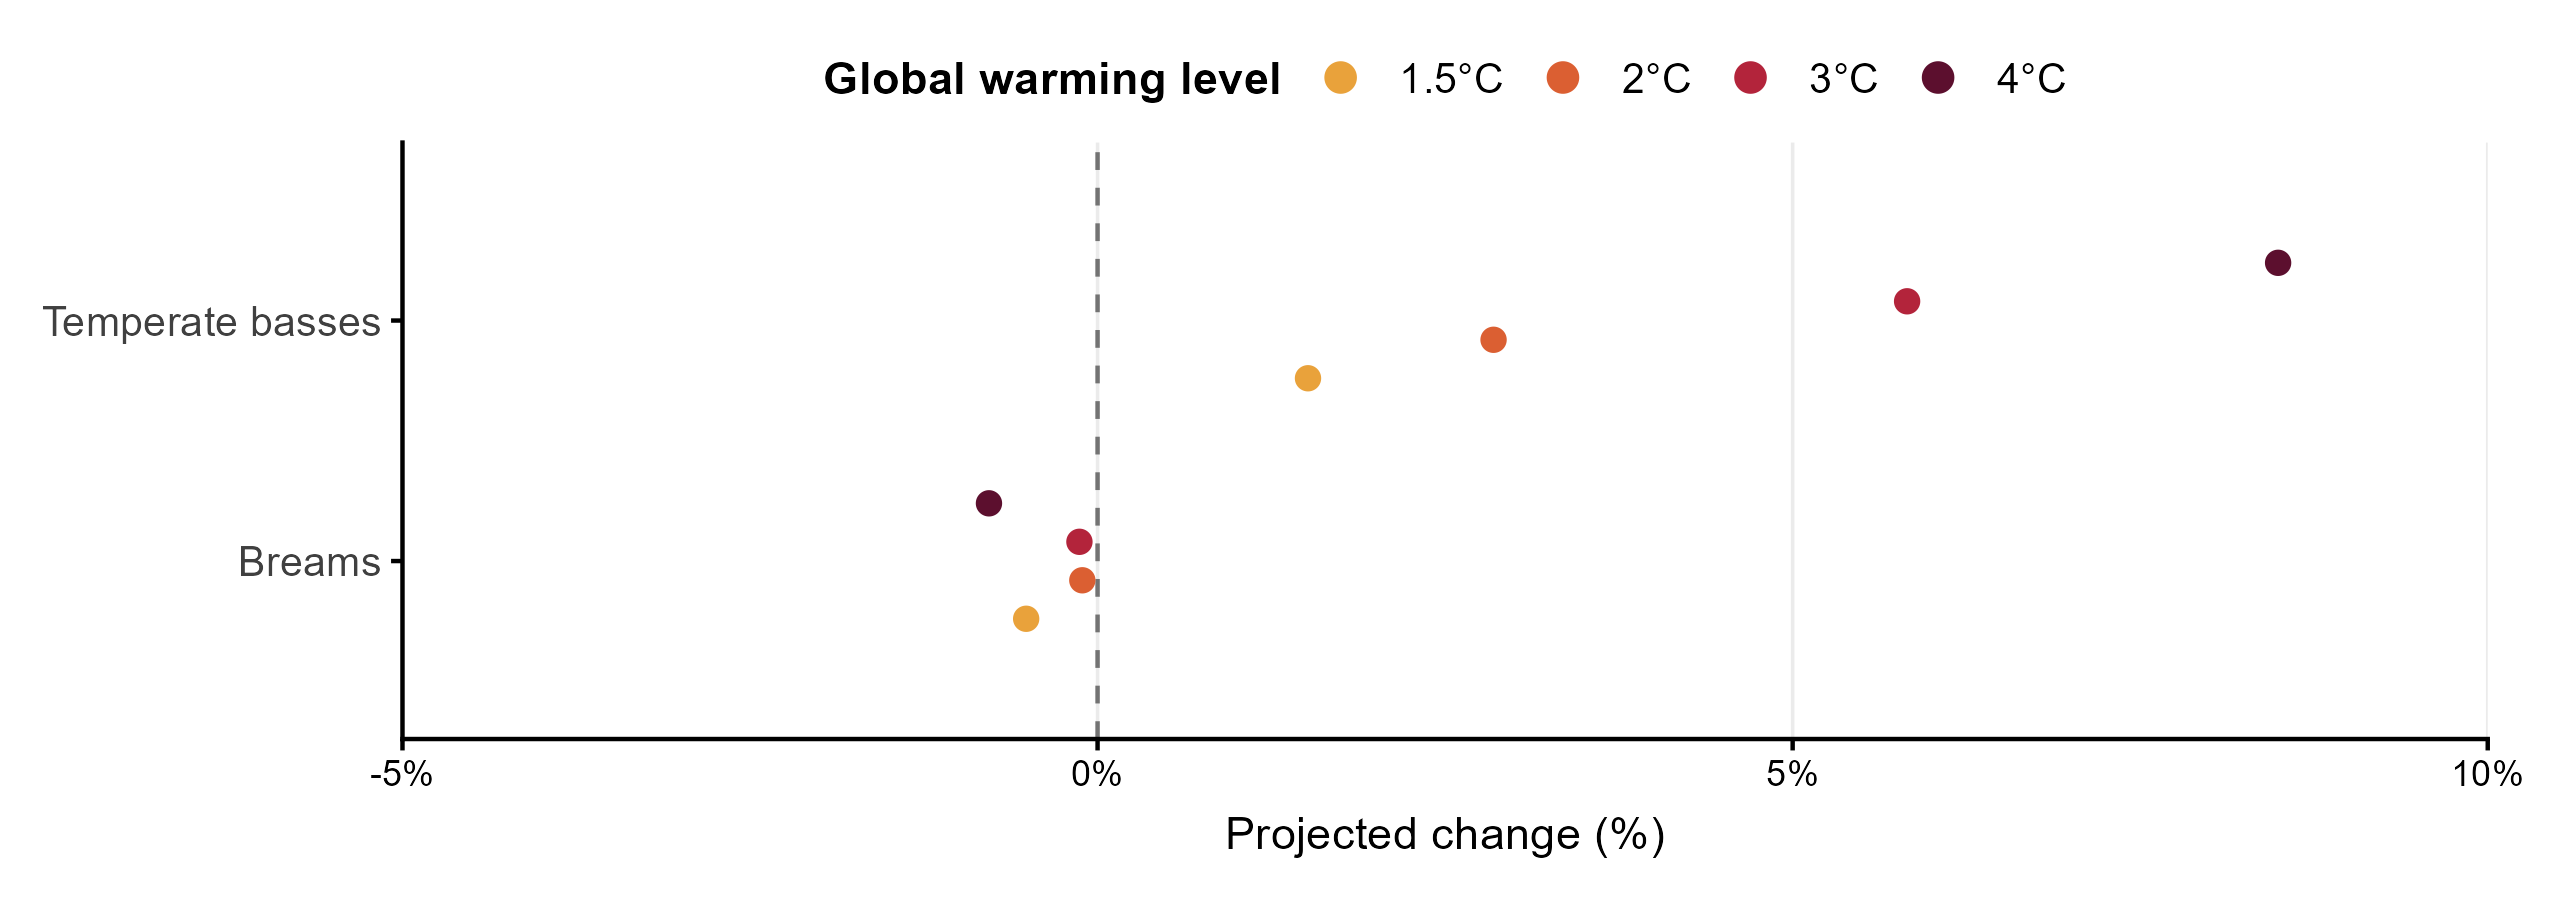 Global warming level 1.5°C 2°C 3°C 4°C
Temperate basses
Breams
-5% 0% 5% 10%
Projected change (%)